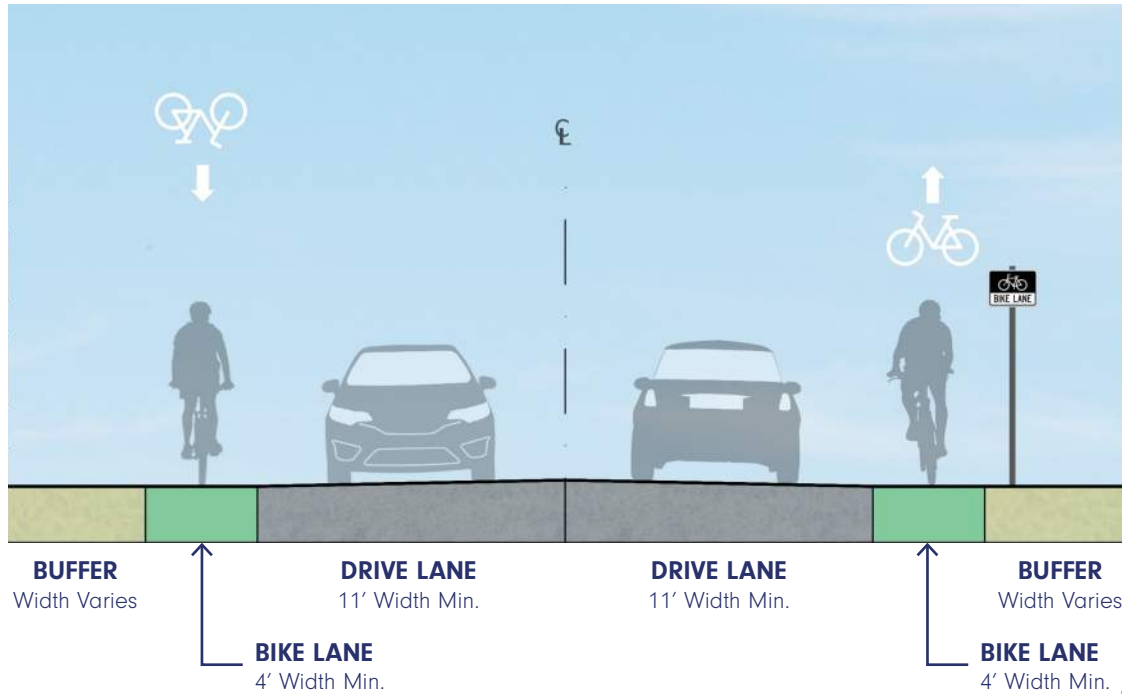 ℄
BIKE LANE
BUFFER
Width Varies
DRIVE LANE
11’ Width Min.
DRIVE LANE
11’ Width Min.
BUFFER
Width Varies
BIKE LANE
4’ Width Min.
BIKE LANE
4’ Width Min.